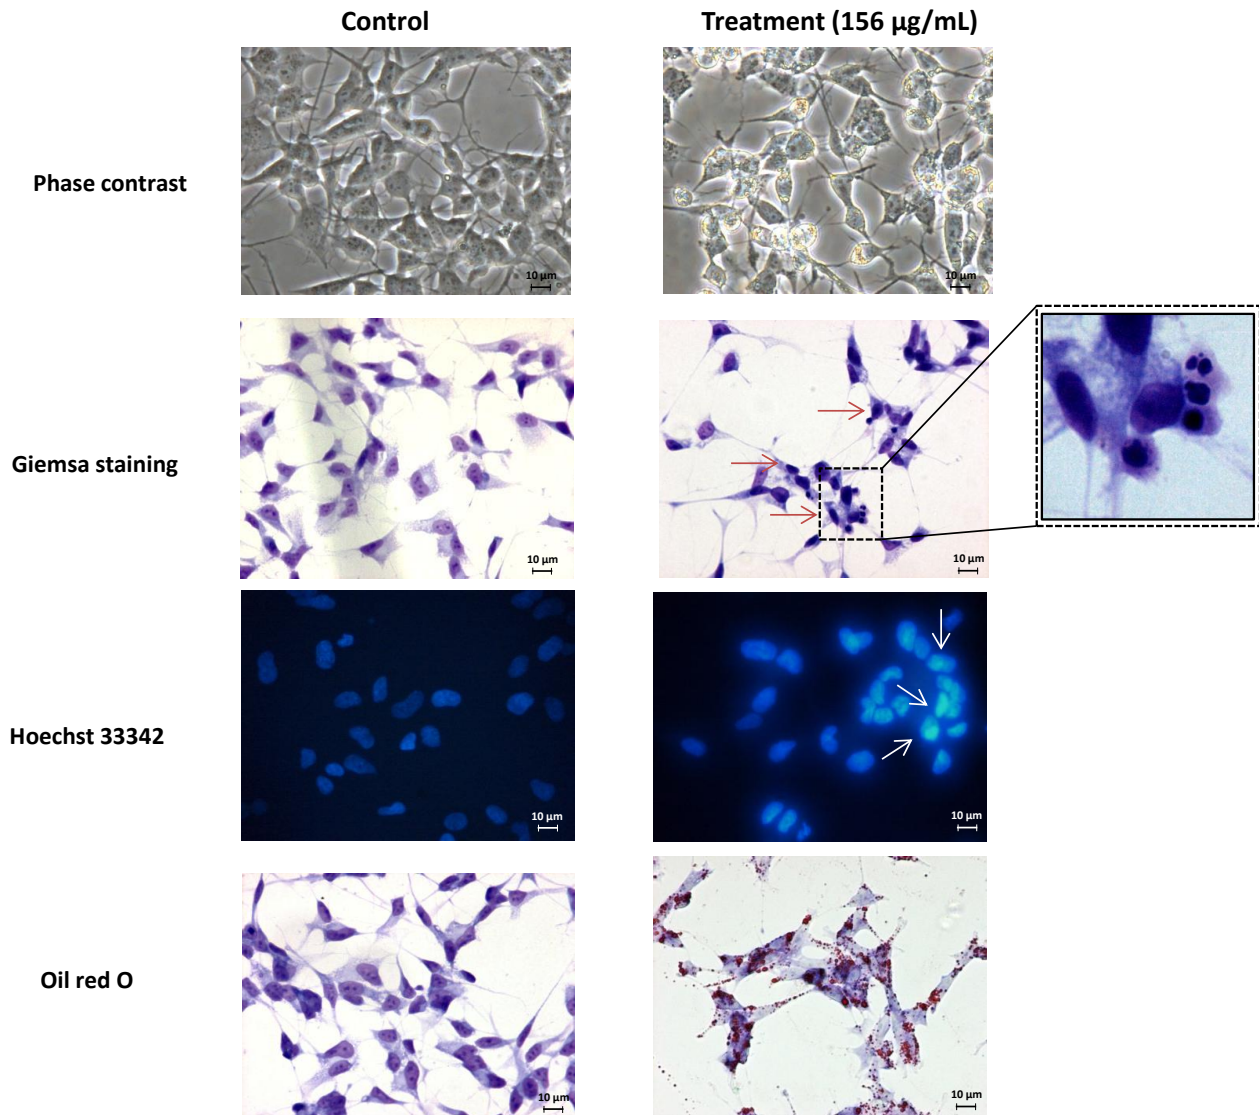 Control
Treatment (156 µg/mL)
Phase contrast
10 µm
10 µm
Giemsa staining
10 µm
10 µm
Hoechst 33342
10 µm
10 µm
Oil red O
10 µm
10 µm